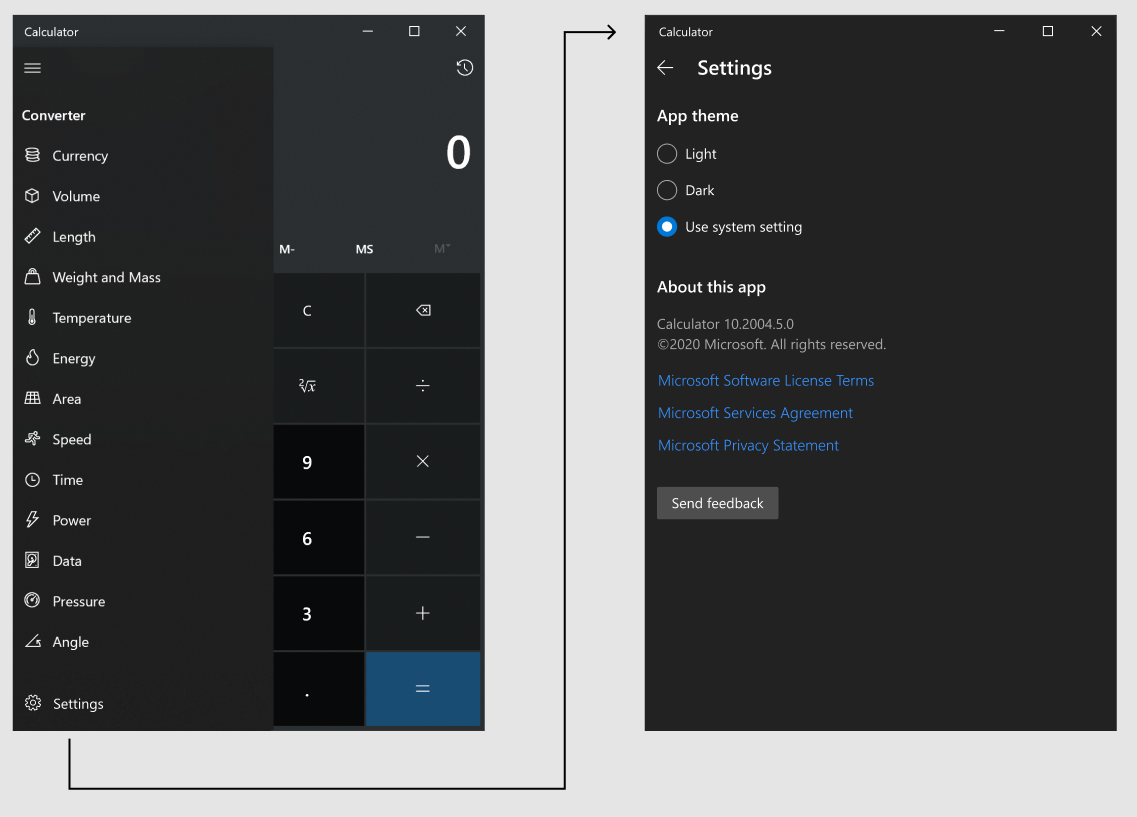 Calculator
0
Converter
Currency
Volume
Length
Weight and Mass
Temperature
Energy
Area
Speed
Time
Power
Data
Pressure
Angle
Settings
M- MS M˅
C
²√x ÷
9 ×
6 −
3 +
. =
Calculator
Settings
App theme
Light
Dark
Use system setting
About this app
Calculator 10.2004.5.0
©2020 Microsoft. All rights reserved.
Microsoft Software License Terms
Microsoft Services Agreement
Microsoft Privacy Statement
Send feedback